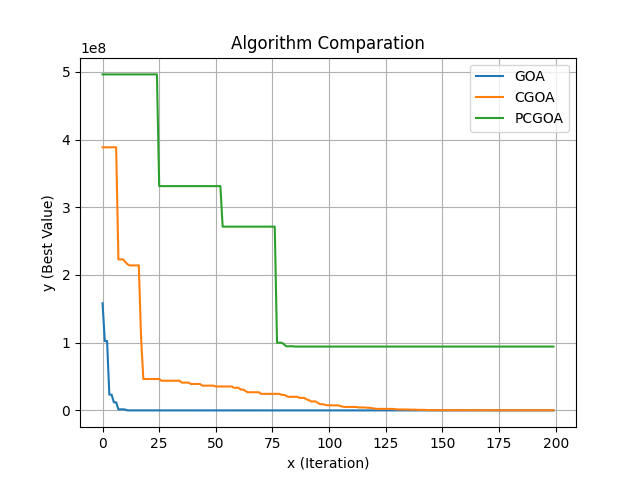 Algorithm Comparation
1e8
GOA
CGOA
PCGOA
y (Best Value)
5
4
3
2
1
0
0 25 50 75 100 125 150 175 200
x (Iteration)